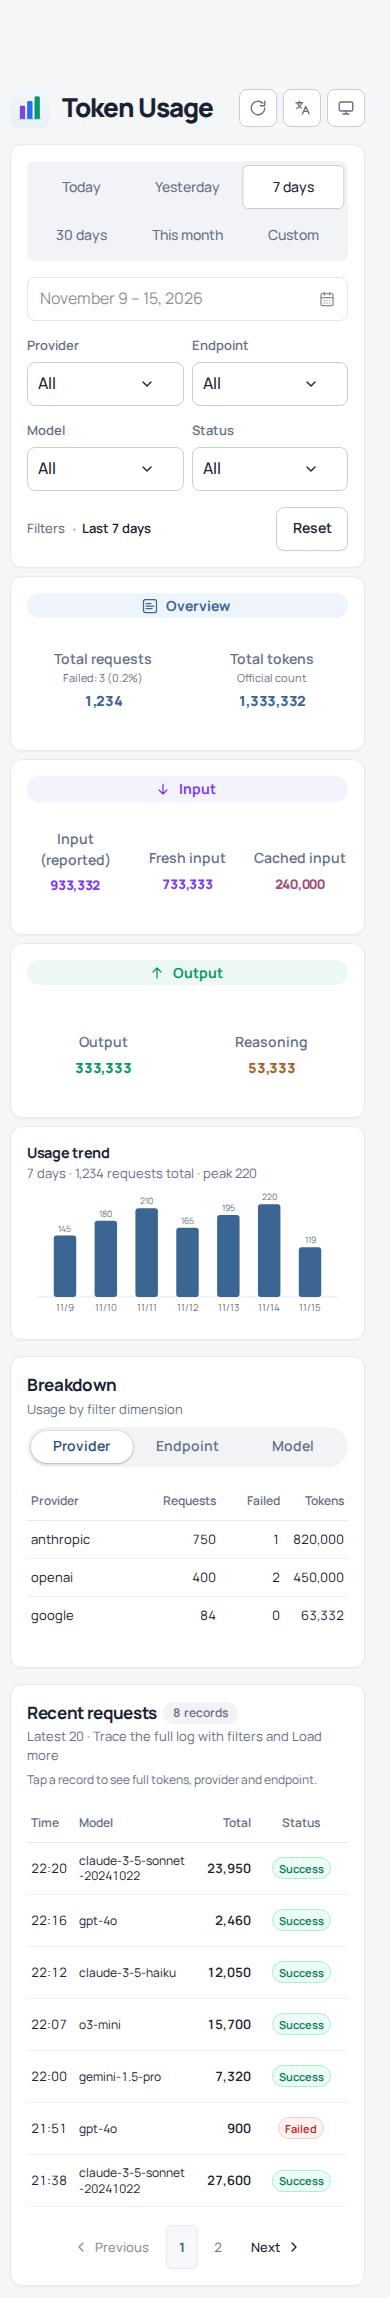 Token Usage
Today Yesterday 7 days
30 days This month Custom
November 9 – 15, 2026
Provider Endpoint
All All
Model Status
All All
Filters • Last 7 days Reset
Overview
Total requests Total tokens
Failed: 3 (0.2%) Official count
1,234 1,333,332
Input
Input
(reported) Fresh input Cached input
933,332 733,333 240,000
Output
Output Reasoning
333,333 53,333
Usage trend
7 days · 1,234 requests total · peak 220
145 180 210 165 195 220 119
11/9 11/10 11/11 11/12 11/13 11/14 11/15
Breakdown
Usage by filter dimension
Provider Endpoint Model
Provider Requests Failed Tokens
anthropic 750 1 820,000
openai 400 2 450,000
google 84 0 63,332
Recent requests 8 records
Latest 20 · Trace the full log with filters and Load
more
Tap a record to see full tokens, provider and endpoint.
Time Model Total Status
22:20 claude-3-5-sonnet
-20241022 23,950 Success
22:16 gpt-4o 2,460 Success
22:12 claude-3-5-haiku 12,050 Success
22:07 o3-mini 15,700 Success
22:00 gemini-1.5-pro 7,320 Success
21:51 gpt-4o 900 Failed
21:38 claude-3-5-sonnet
-20241022 27,600 Success
Previous 1 2 Next